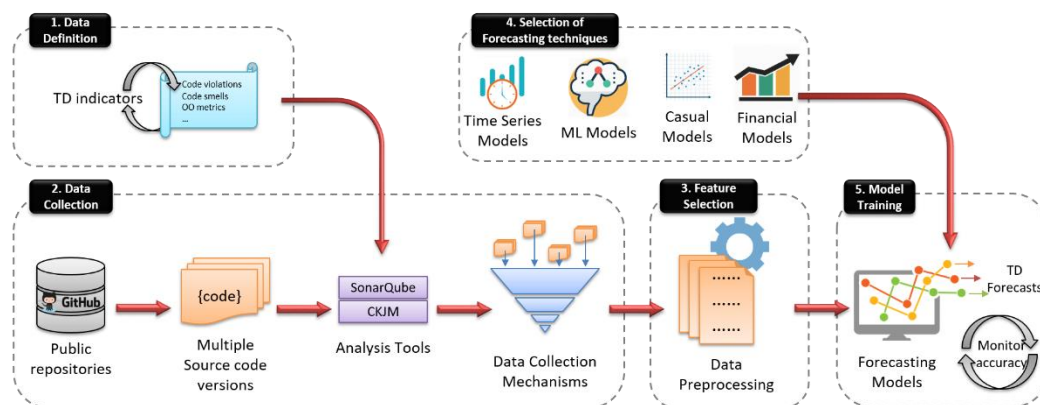 1. Data
Definition
TD indicators
Code violations
Code smells
OO metrics
...
4. Selection of
Forecasting techniques
Time Series
Models
ML Models
Casual
Models
Financial
Models
2. Data
Collection
GitHub
Public
repositories
{code}
Multiple
Source code
versions
SonarQube
CKJM
Analysis Tools
Data Collection
Mechanisms
3. Feature
Selection
......
......
Data
Preprocessing
5. Model
Training
TD
Forecasts
Forecasting
Models
Monitor
accuracy